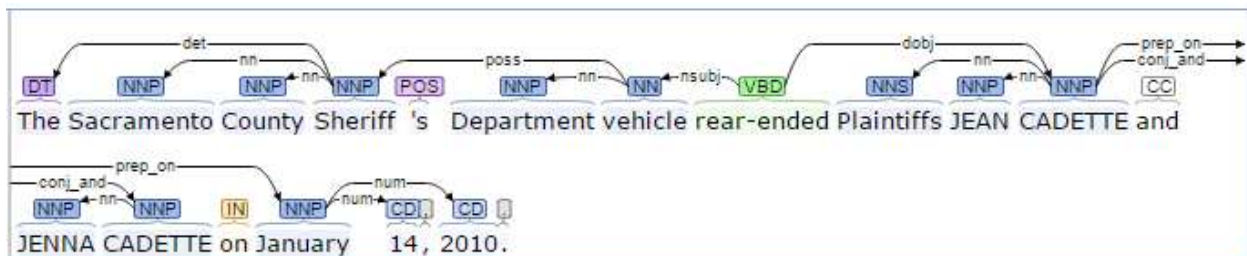 det nn nn poss nn nsubj dobj nn nn prep_on conj_and
DT NNP NNP NNP POS NNP NN VBD NNS NNP NNP CC
The Sacramento County Sheriff 's Department vehicle rear-ended Plaintiffs JEAN CADETTE and
prep_on conj_and nn num num
NNP NNP IN NNP CD , CD .
JENNA CADETTE on January 14 , 2010.